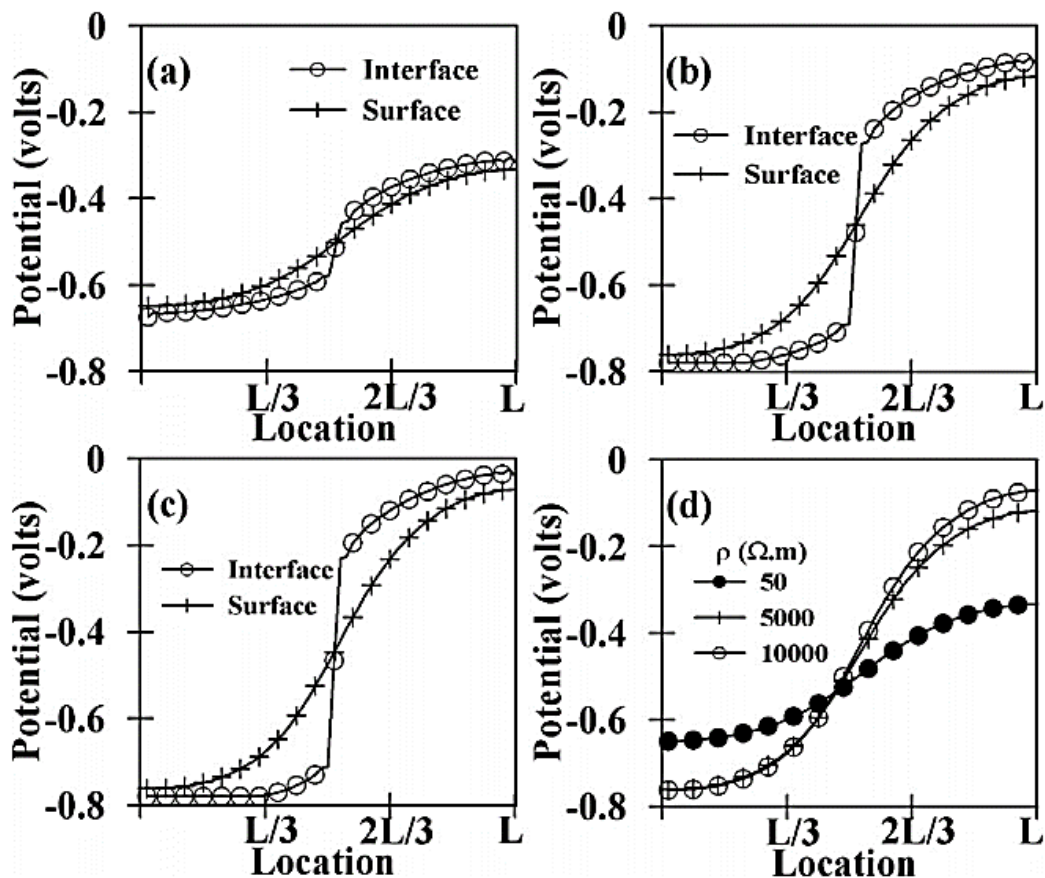 0
(a)
Interface
Surface
-0.2
-0.4
-0.6
-0.8
Potential (volts)
L/3
2L/3
L
Location
0
(b)
Interface
Surface
-0.2
-0.4
-0.6
-0.8
Potential (volts)
L/3
2L/3
L
Location
0
(c)
Interface
Surface
-0.2
-0.4
-0.6
-0.8
Potential (volts)
L/3
2L/3
L
Location
0
(d)
ρ (Ω.m)
50
5000
10000
-0.2
-0.4
-0.6
-0.8
Potential (volts)
L/3
2L/3
L
Location